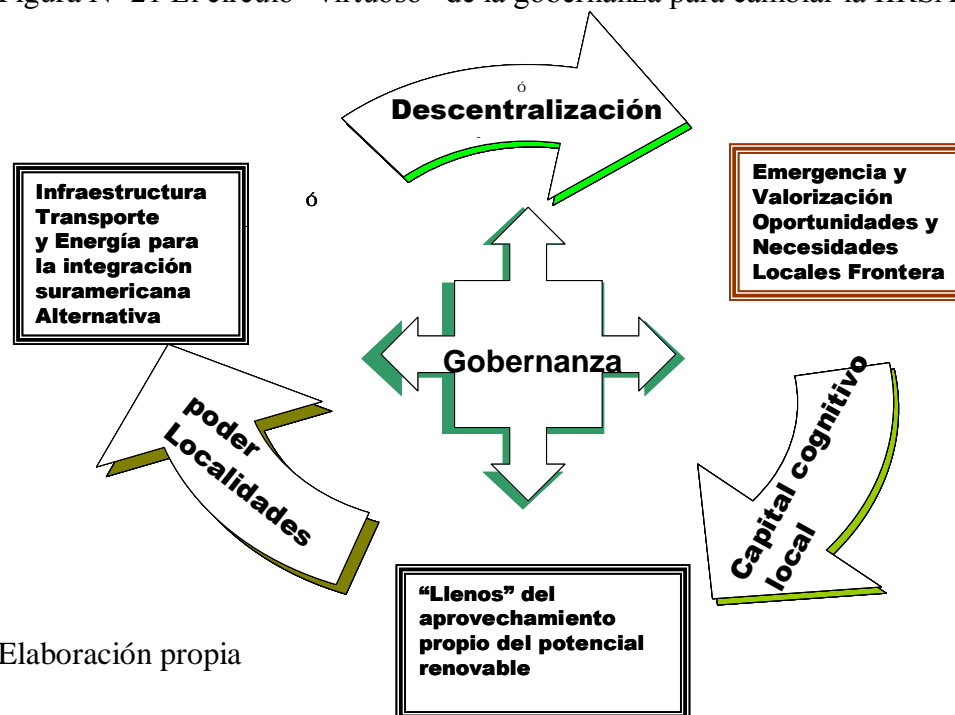 Figura N° 21 El círculo "virtuoso" de la gobernanza para cambiar la
ó
Descentralización
Infraestructura
Transporte
y Energía para
la integración
suramericana
Alternativa
ó
Emergencia y
Valorización
Oportunidades y
Necesidades
Locales Frontera
Gobernanza
poder
Localidades
Capital cognitivo
local
“Llenos” del
aprovechamiento
propio del potencial
renovable
Elaboración propia